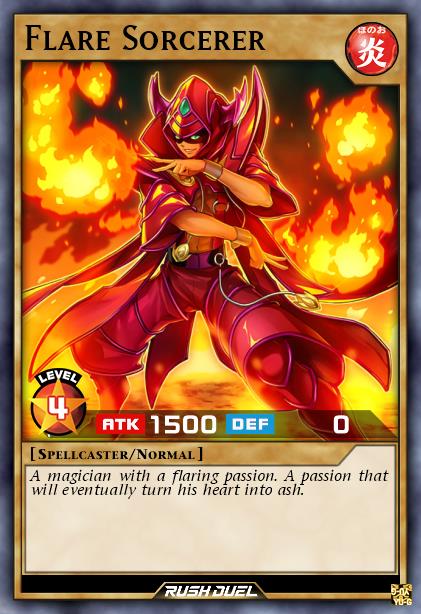 Flare Sorcerer
ほのお
炎
LEVEL
4
ATK 1500 DEF 0
[Spellcaster/Normal]
A magician with a flaring passion. A passion that
will eventually turn his heart into ash.
RUSH DUEL